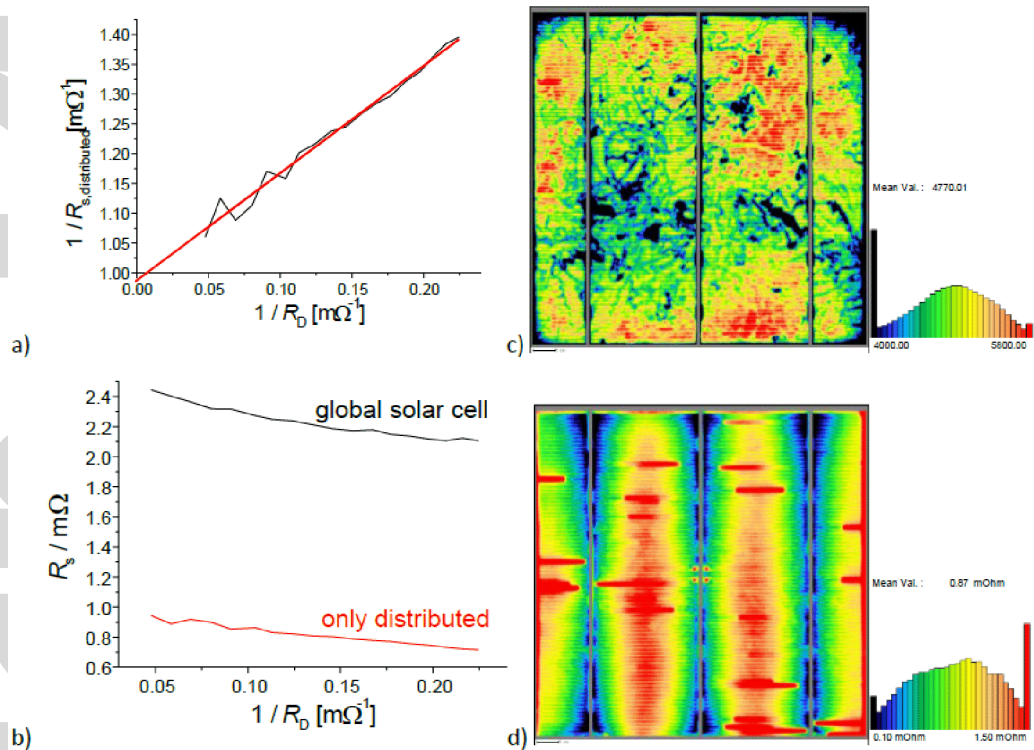 1.40
1.35
1.30
1.25
1.20
1.15
1.10
1.05
1.00
1 / Rs,distributed [mΩ-1]
0.00 0.05 0.10 0.15 0.20
1 / RD [mΩ-1]
a)
Mean Val. : 4770.01
4000.00 5600.00
c)
2.4
2.2
2.0
1.8
1.6
1.4
1.2
1.0
0.8
0.6
Rs / mΩ
global solar cell
only distributed
0.05 0.10 0.15 0.20
1 / RD [mΩ-1]
b)
Mean Val. : 0.87 mOhm
0.10 mOhm 1.50 mOhm
d)